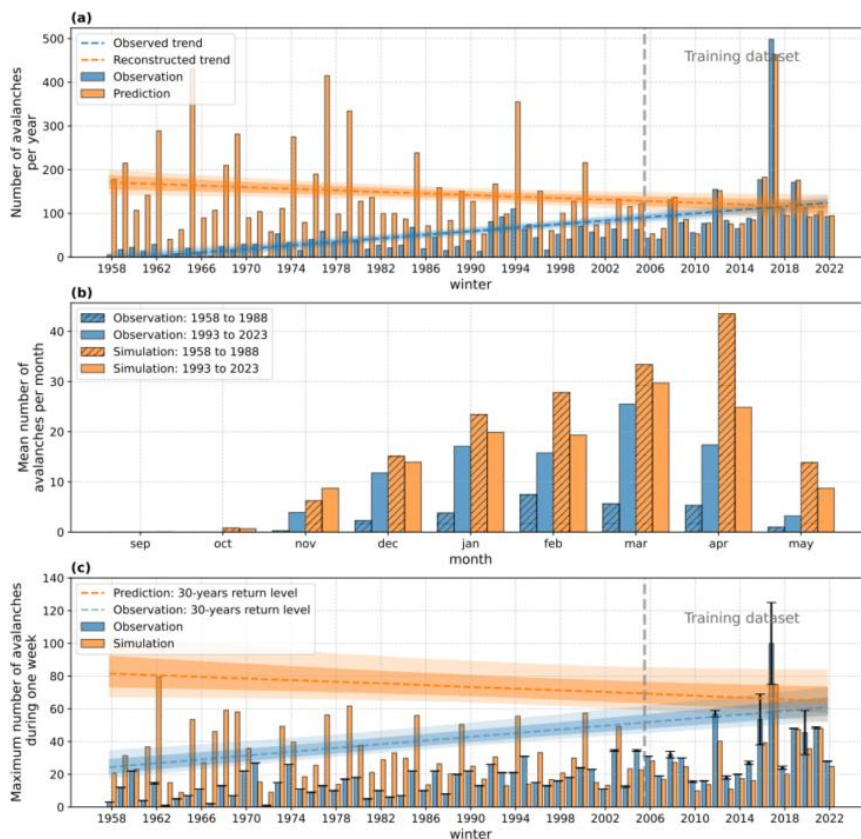 (a)
500
400
300
200
100
0
Number of avalanches
per year
Observed trend
Reconstructed trend
Observation
Prediction
Training dataset
1958 1962 1966 1970 1974 1978 1982 1986 1990 1994 1998 2002 2006 2010 2014 2018 2022
winter
(b)
40
30
20
10
0
Mean number of
avalanches per month
Observation: 1958 to 1988
Observation: 1993 to 2023
Simulation: 1958 to 1988
Simulation: 1993 to 2023
sep oct nov dec jan feb mar apr may
month
(c)
140
120
100
80
60
40
20
0
Maximum number of avalanches
during one week
Prediction: 30-years return level
Observation: 30-years return level
Observation
Simulation
Training dataset
1958 1962 1966 1970 1974 1978 1982 1986 1990 1994 1998 2002 2006 2010 2014 2018 2022
winter